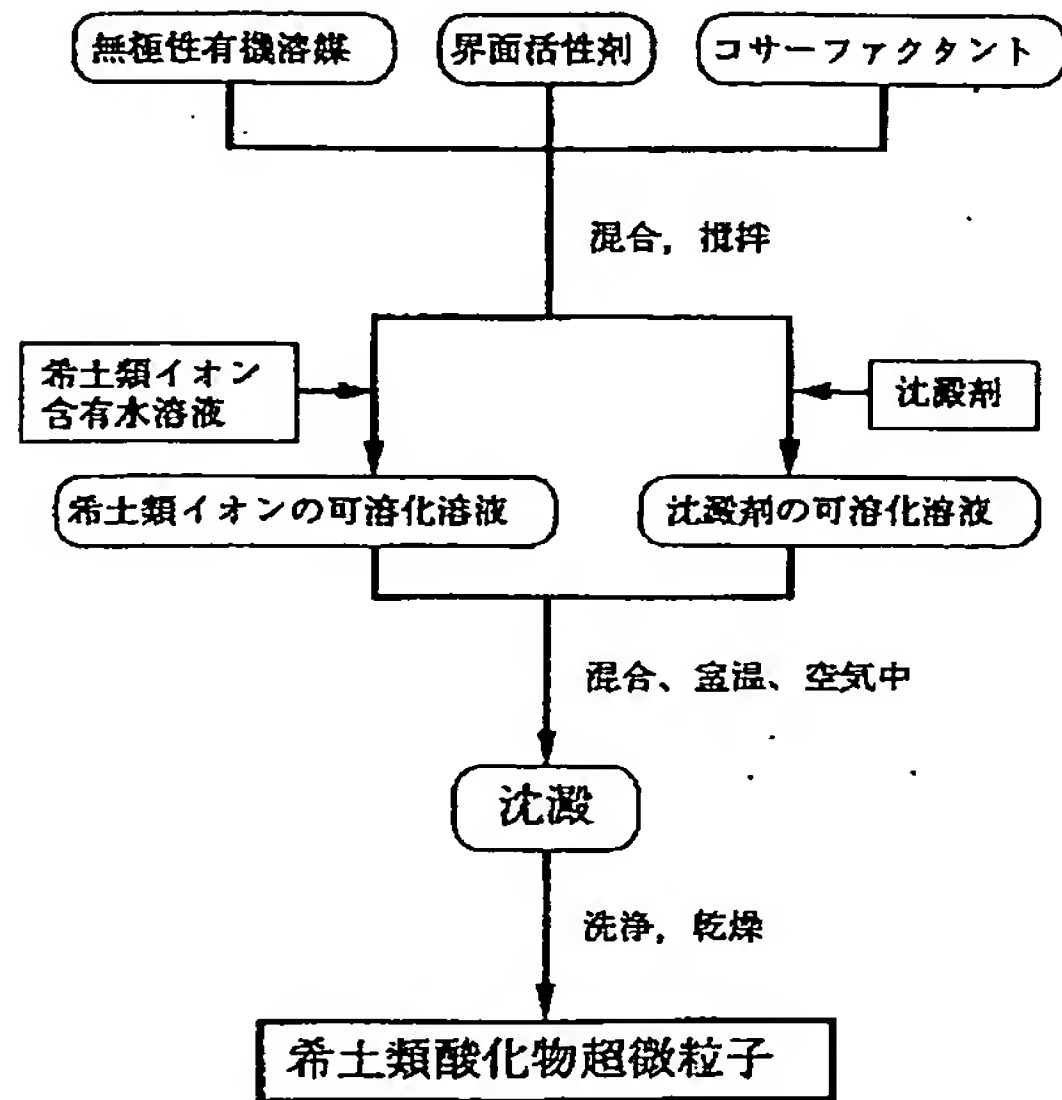 無極性有機溶媒
界面活性剤
コサーファクタント
混合，攪拌
希土類イオン
含有水溶液
沈澱剤
希土類イオンの可溶化溶液
沈澱剤の可溶化溶液
混合、室温、空気中
沈澱
洗浄，乾燥
希土類酸化物超微粒子